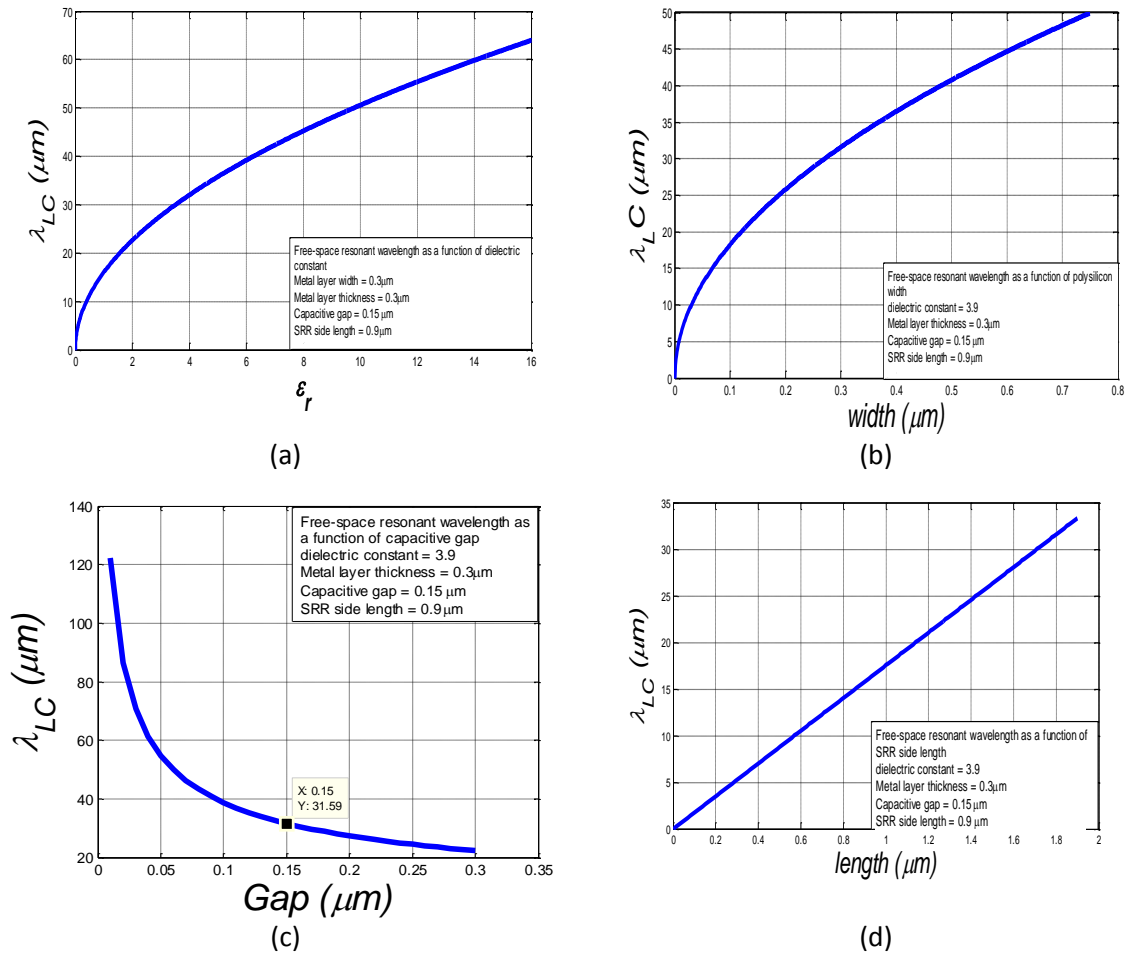 70
60
50
40
30
20
10
0
0 2 4 6 8 10 12 14 16
λLC (μm)
εr
Free-space resonant wavelength as a function of dielectric
constant
Metal layer width = 0.3μm
Metal layer thickness = 0.3μm
Capacitive gap = 0.15 μm
SRR side length = 0.9μm
(a)
50
45
40
35
30
25
20
15
10
5
0
0 0.1 0.2 0.3 0.4 0.5 0.6 0.7 0.8
λLC (μm)
width (μm)
Free-space resonant wavelength as a function of polysilicon
width
dielectric constant = 3.9
Metal layer thickness = 0.3μm
Capacitive gap = 0.15 μm
SRR side length = 0.9μm
(b)
140
120
100
80
60
40
20
0 0.05 0.1 0.15 0.2 0.25 0.3 0.35
λLC (μm)
Gap (μm)
Free-space resonant wavelength as
a function of capacitive gap
dielectric constant = 3.9
Metal layer thickness = 0.3μm
Capacitive gap = 0.15 μm
SRR side length = 0.9 μm
X: 0.15
Y: 31.59
(c)
35
30
25
20
15
10
5
0
0 0.2 0.4 0.6 0.8 1 1.2 1.4 1.6 1.8 2
λLC (μm)
length (μm)
Free-space resonant wavelength as a function of
SRR side length
dielectric constant = 3.9
Metal layer thickness = 0.3μm
Capacitive gap = 0.15 μm
SRR side length = 0.9 μm
(d)